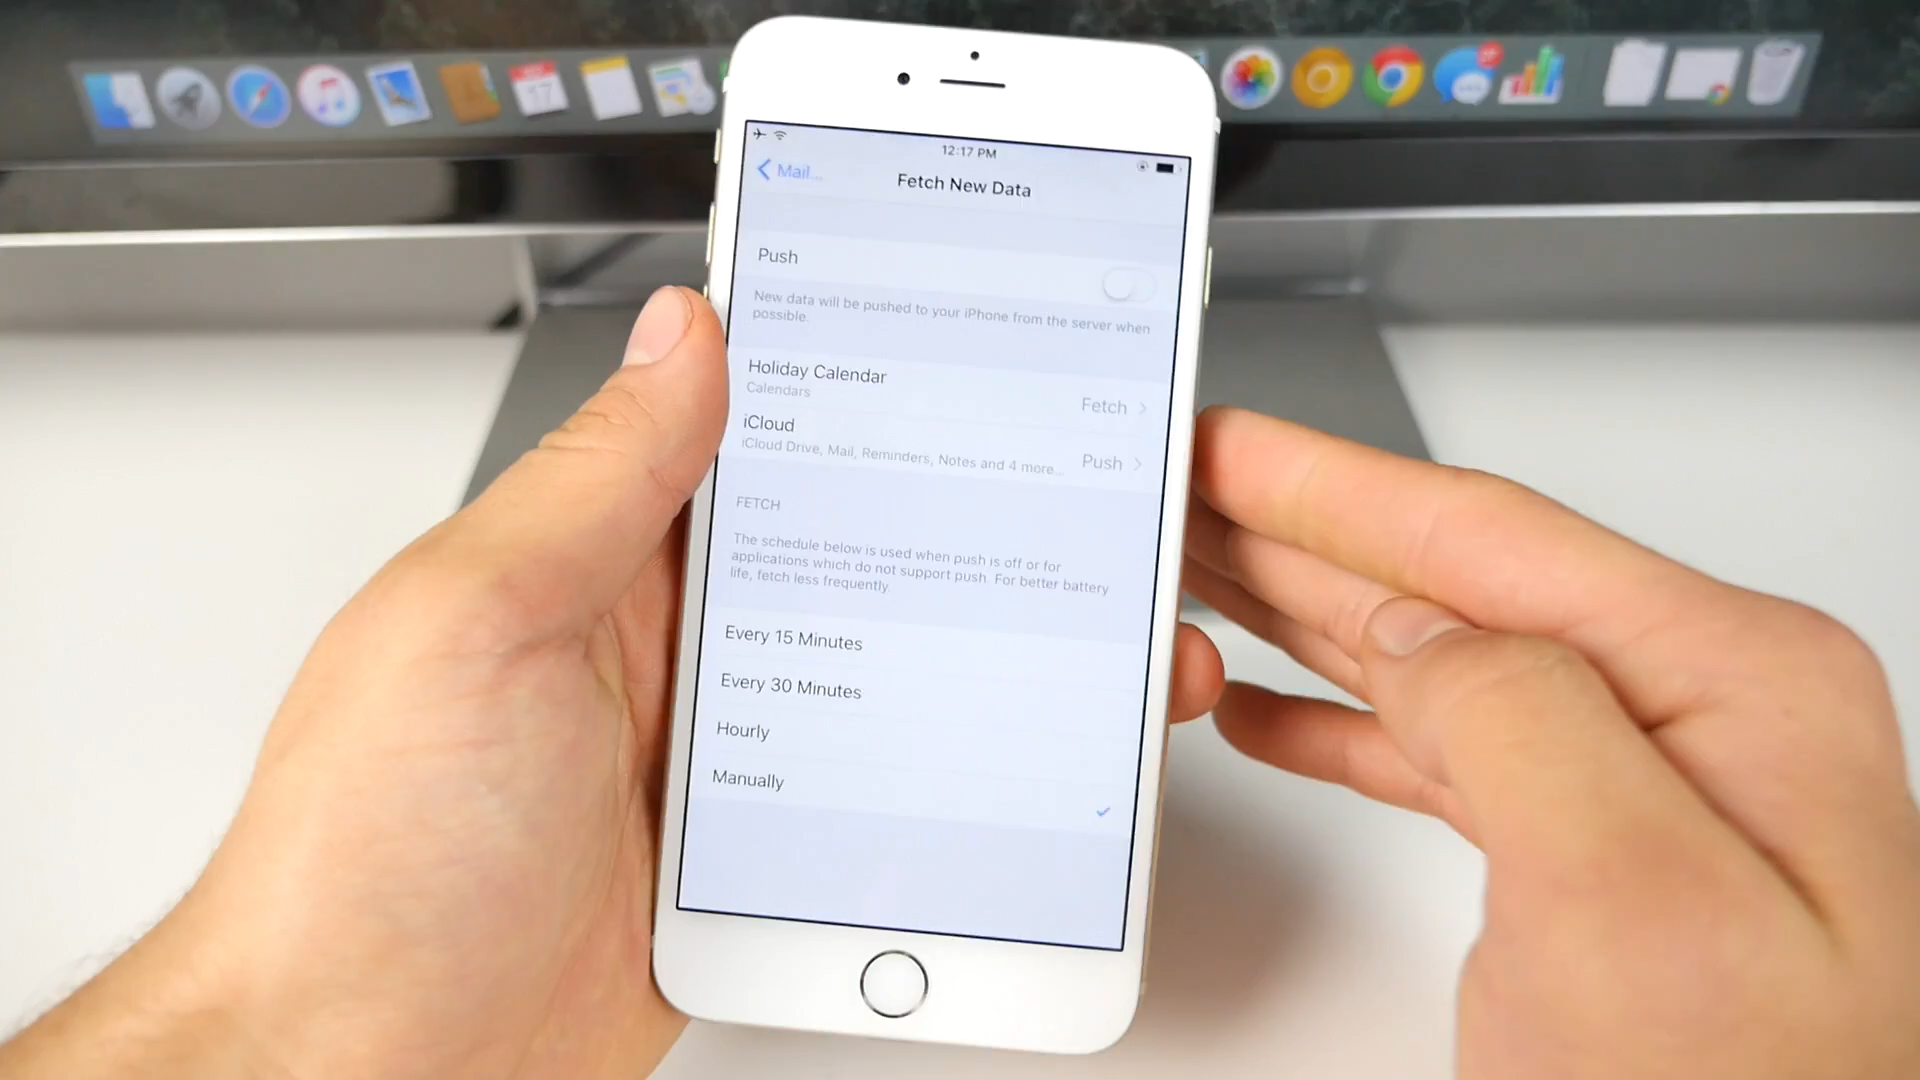 12:17 PM
Mail...
Fetch New Data
Push
New data will be pushed to your iPhone from the server when
possible.
Holiday Calendar
Calendars
Fetch
iCloud
iCloud Drive, Mail, Reminders, Notes and 4 more...
Push
FETCH
The schedule below is used when push is off or for
applications which do not support push. For better battery
life, fetch less frequently.
Every 15 Minutes
Every 30 Minutes
Hourly
Manually
17